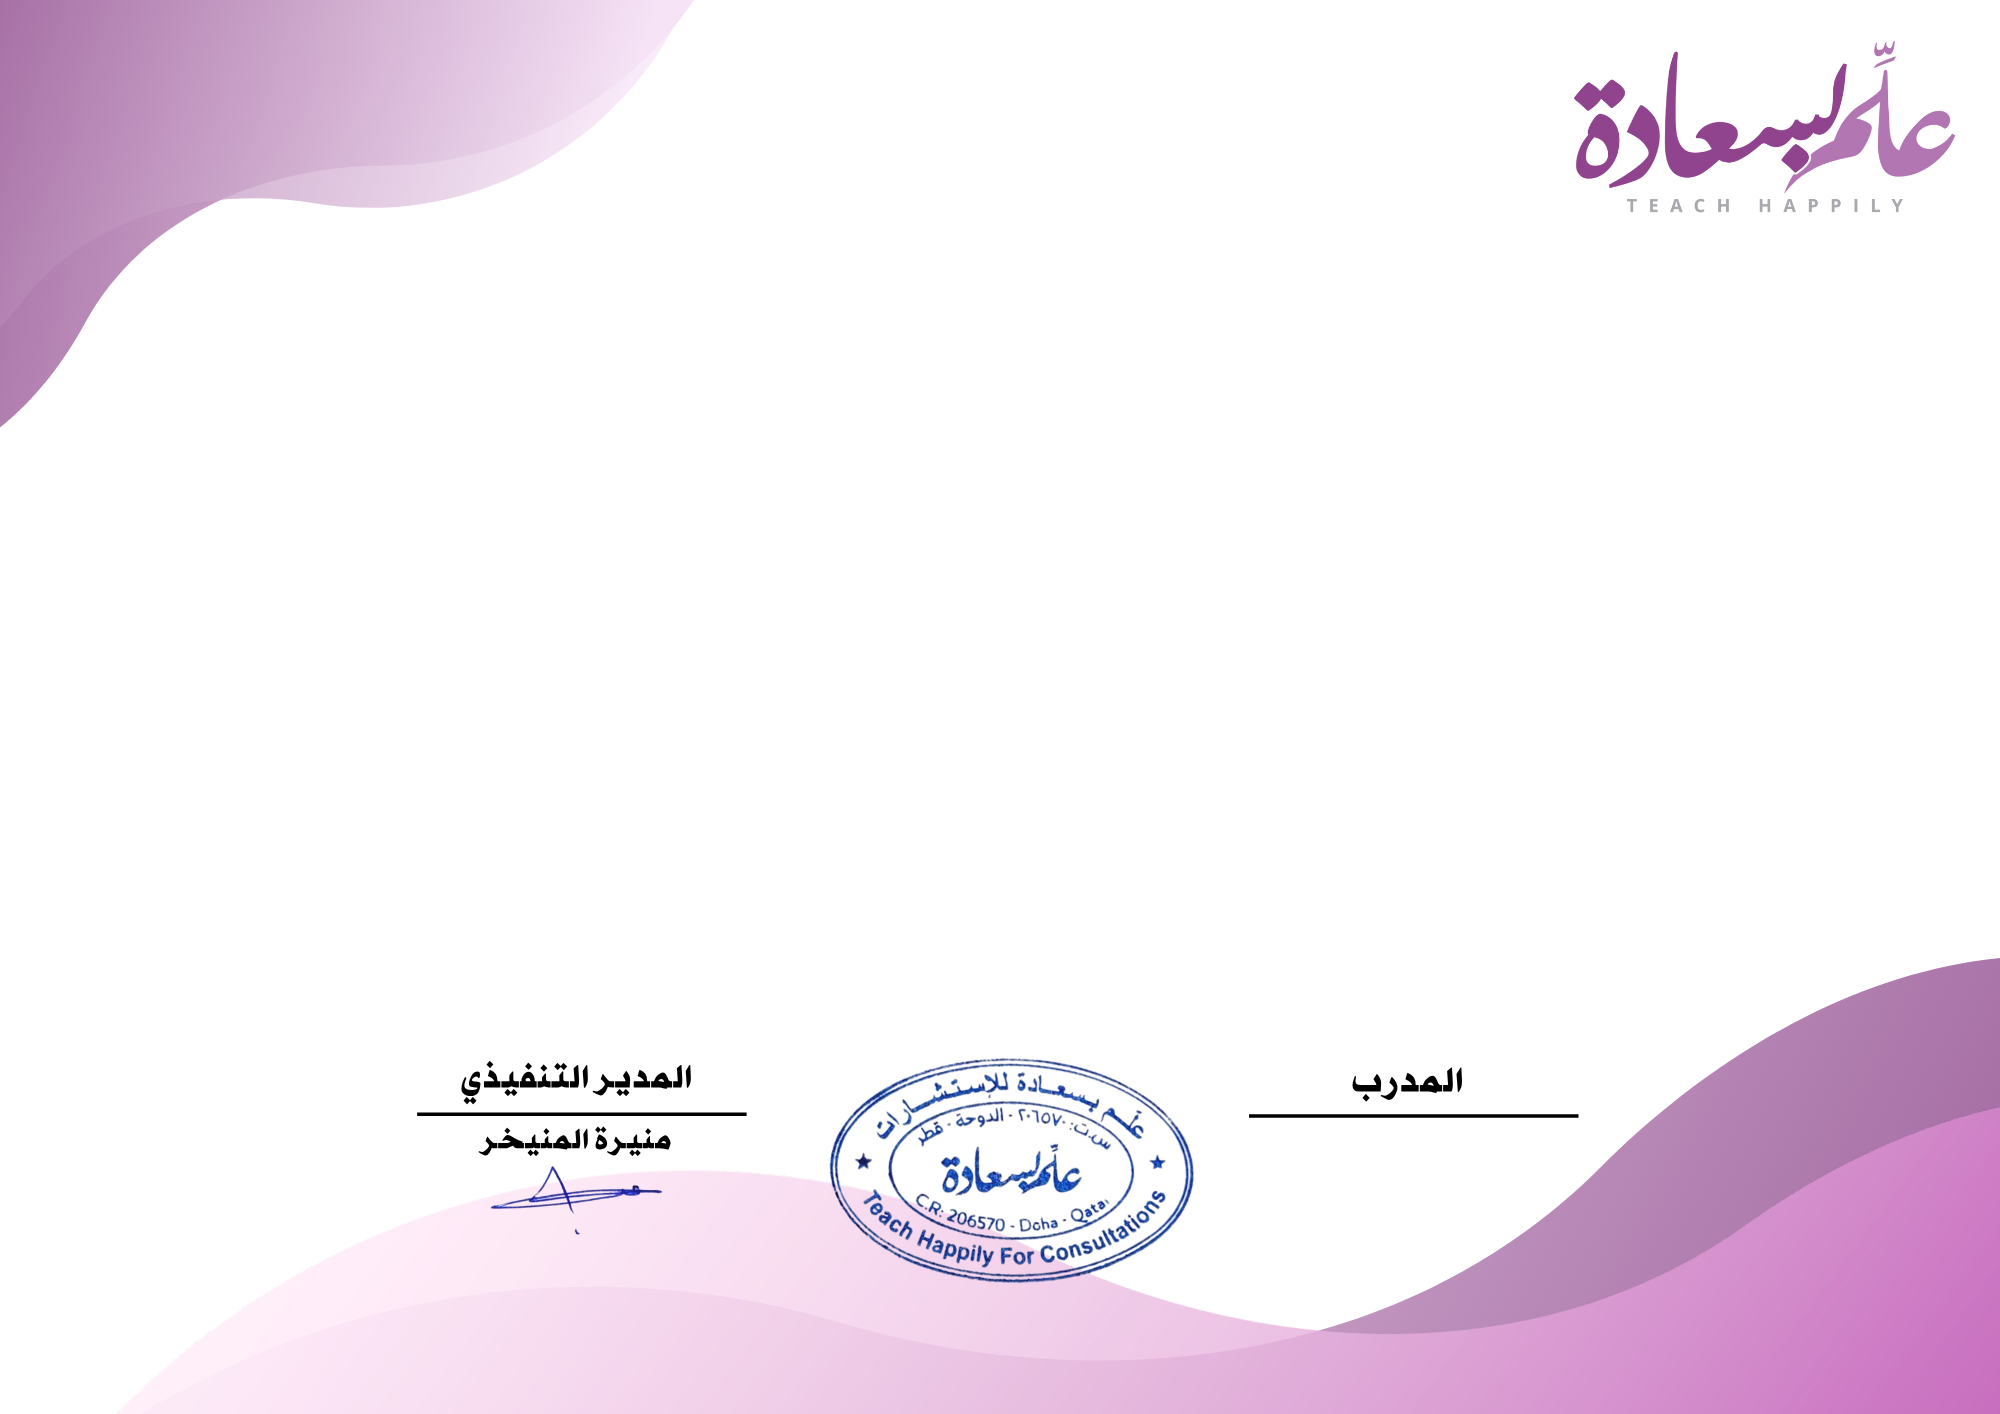 علِّم بسعادة
TEACH HAPPILY
المدرب
المدير التنفيذي
منيرة المنيخر
علّم بسعادة للإستشارات
س.ت: ٢٠٦٥٧٠ - الدوحة - قطر
علِّم بسعادة
C.R: 206570 - Doha - Qatar
Teach Happily For Consultations